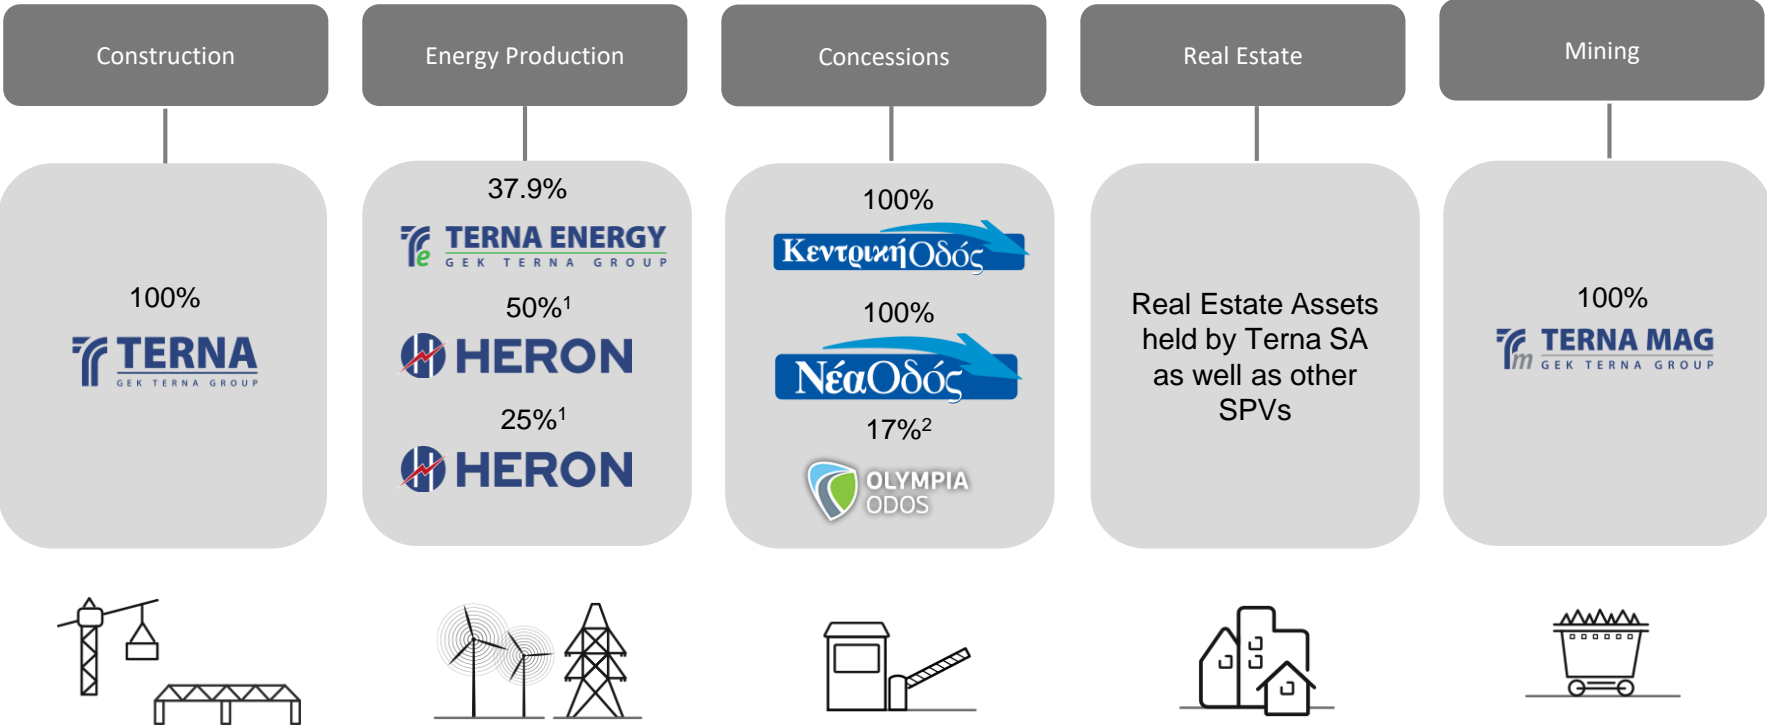 Construction
Energy Production
Concessions
Real Estate
Mining
100%
TERNA
GEK TERNA GROUP
37.9%
e TERNA ENERGY
GEK TERNA GROUP
50%¹
HERON
25%¹
HERON
100%
ΚεντρικήΟδός
100%
ΝέαΟδός
17%²
OLYMPIA
ODOS
Real Estate Assets
held by Terna SA
as well as other
SPVs
100%
m TERNA MAG
GEK TERNA GROUP